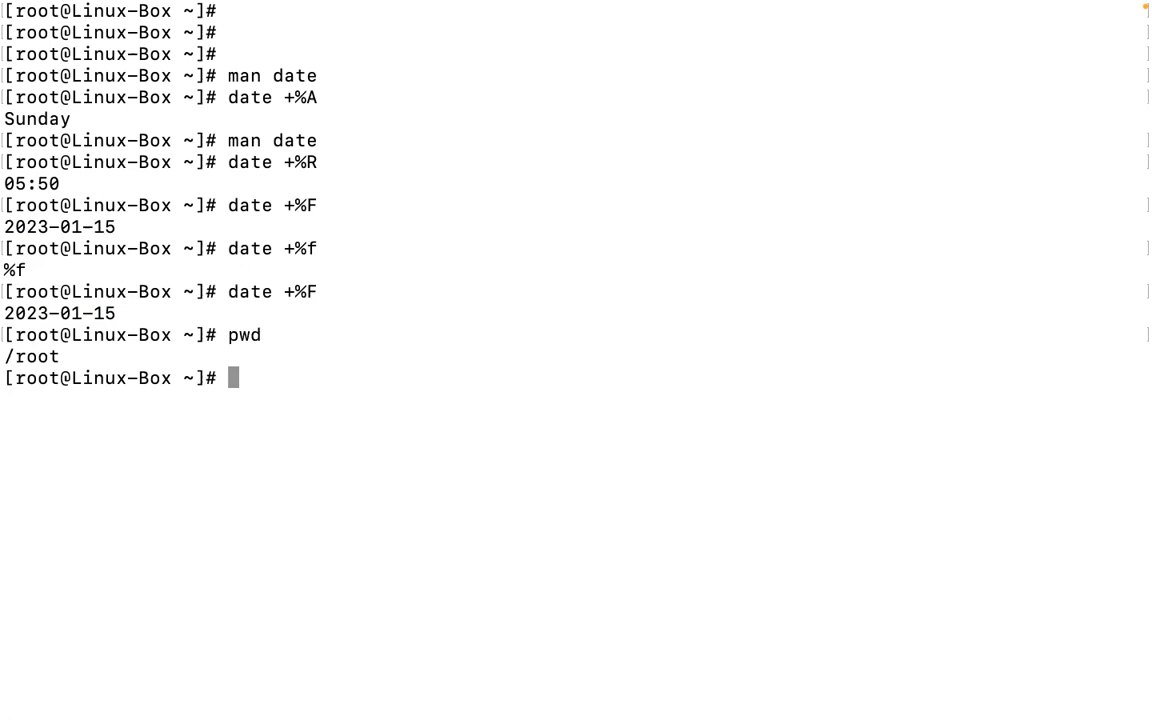 [root@Linux-Box ~]#
[root@Linux-Box ~]#
[root@Linux-Box ~]#
[root@Linux-Box ~]# man date
[root@Linux-Box ~]# date +%A
Sunday
[root@Linux-Box ~]# man date
[root@Linux-Box ~]# date +%R
05:50
[root@Linux-Box ~]# date +%F
2023-01-15
[root@Linux-Box ~]# date +%f
%f
[root@Linux-Box ~]# date +%F
2023-01-15
[root@Linux-Box ~]# pwd
/root
[root@Linux-Box ~]#